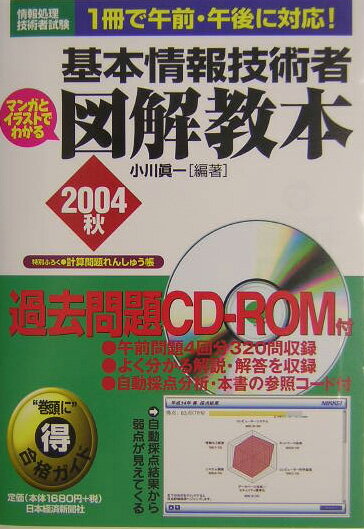 情報処理
技術者試験
1冊で午前・午後に対応!
基本情報技術者
マンガと
イラストで
わかる
図解教本
小川眞一[編著]
2004
秋
特別ふろく●計算問題れんしゅう帳
過去問題CD-ROM付
●午前問題4回分320問収録
●よく分かる解説・解答を収録
●自動採点分析・本書の参照コード付
"巻頭に"
得
合格ガイド
→自動採点結果から
弱点が見えてくる
NIKKEI
定価(本体1680円+税)
日本経済新聞社